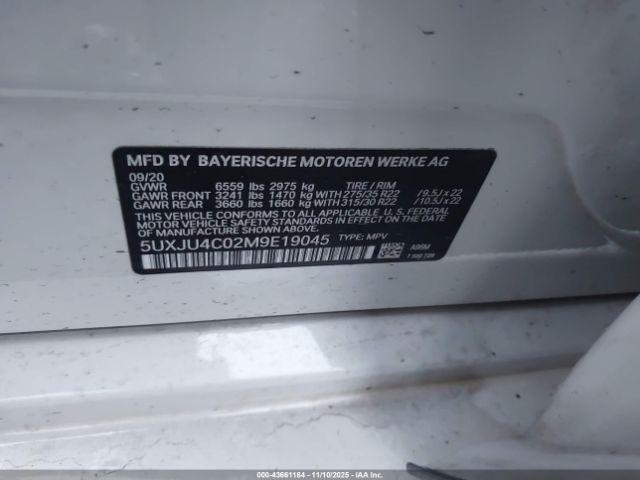 MFD BY BAYERISCHE MOTOREN WERKE AG
09/20
GVWR 6559 lbs 2975 kg TIRE / RIM
GAWR FRONT 3241 lbs 1470 kg WITH 275/35 R22 / 9.5J x 22
GAWR REAR 3660 lbs 1660 kg WITH 315/30 R22 / 10.5J x 22
THIS VEHICLE CONFORMS TO ALL APPLICABLE U.S. FEDERAL MOTOR
VEHICLE SAFETY STANDARDS IN EFFECT ON THE DATE
OF MANUFACTURE SHOWN ABOVE.
5UXJU4C02M9E19045 TYPE: MPV
A96M
000-43661184 - 11/10/2025 - IAA Inc.